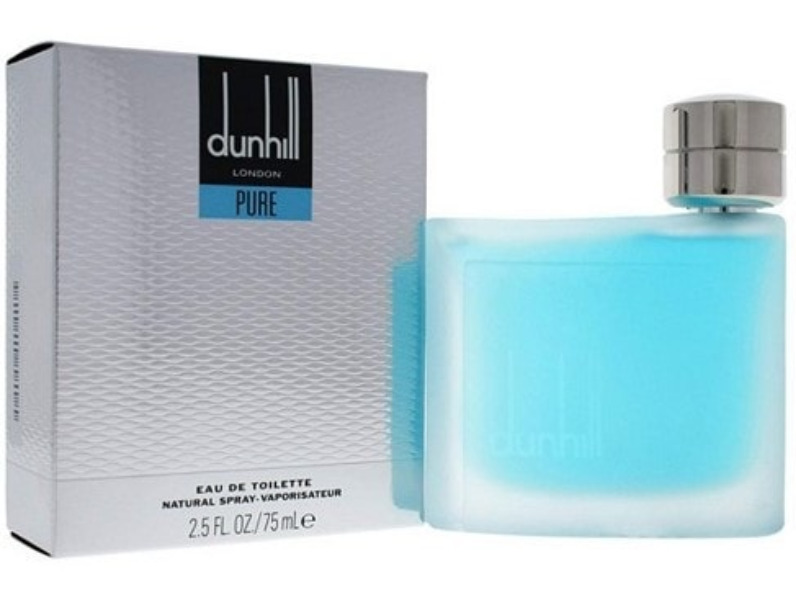 dunhill
LONDON
PURE
EAU DE TOILETTE
NATURAL SPRAY-VAPORISATEUR
2.5 FL OZ./75 mL e
dunhill